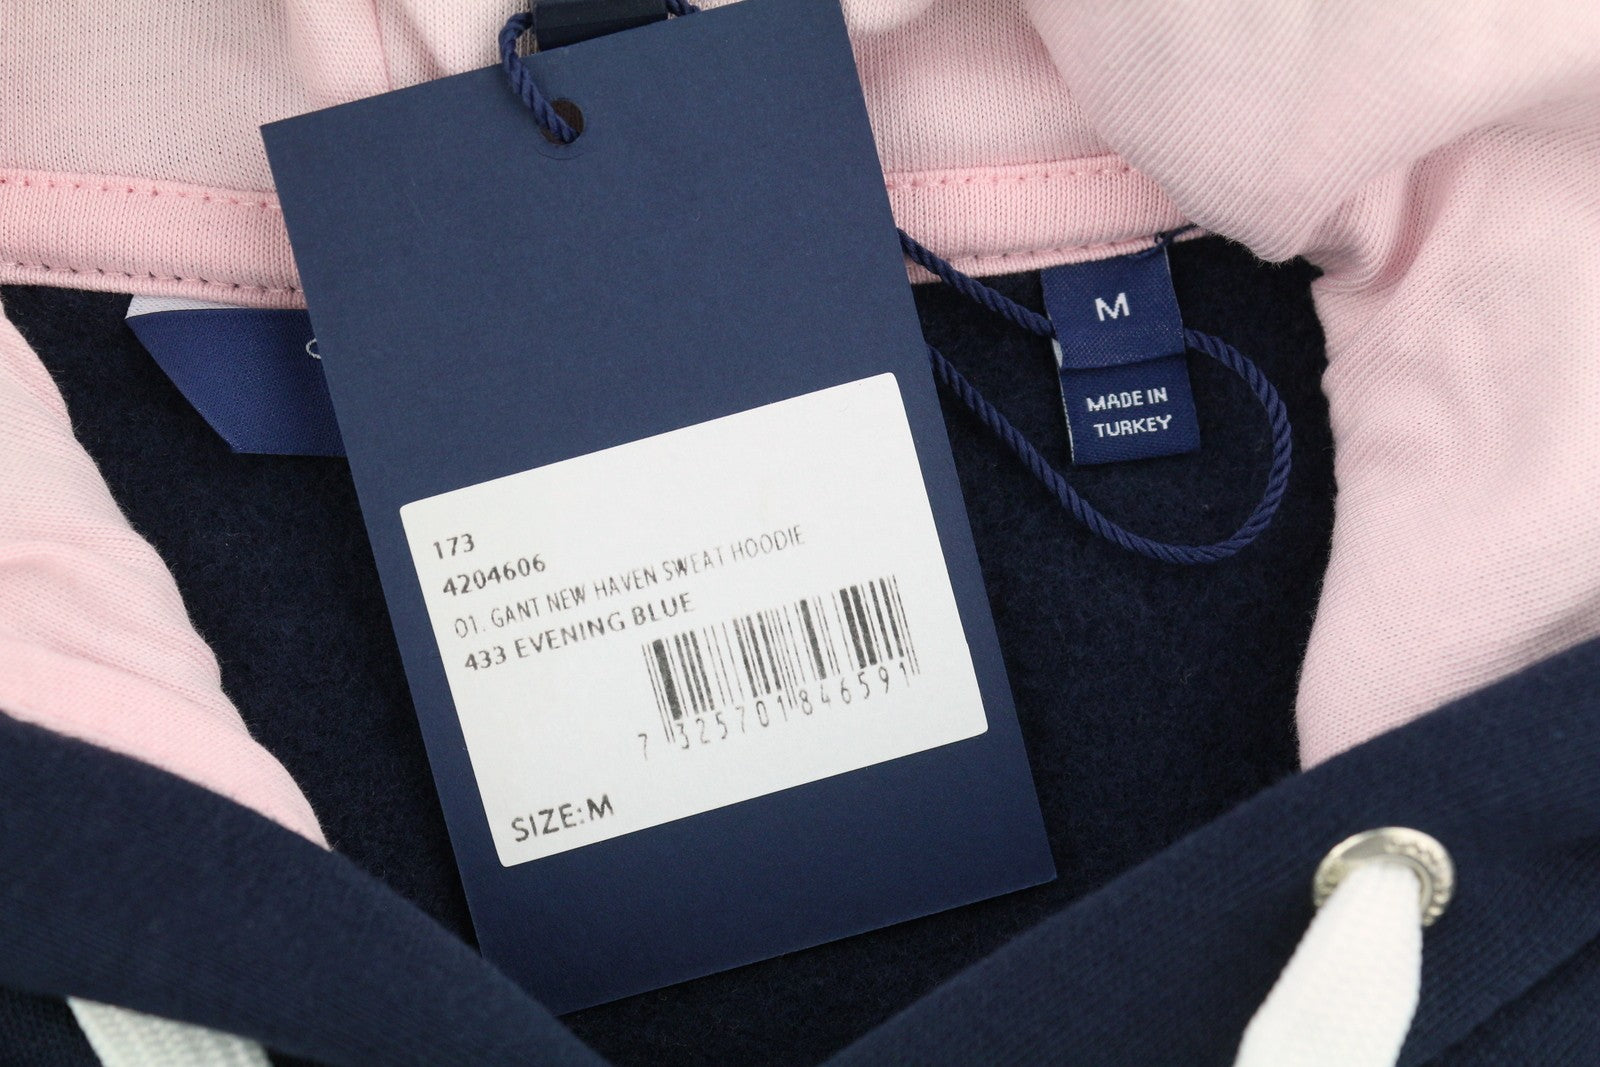 173
4204606
01. GANT NEW HAVEN SWEAT HOODIE
433 EVENING BLUE
7 325701 846591
SIZE:M
M
MADE IN
TURKEY